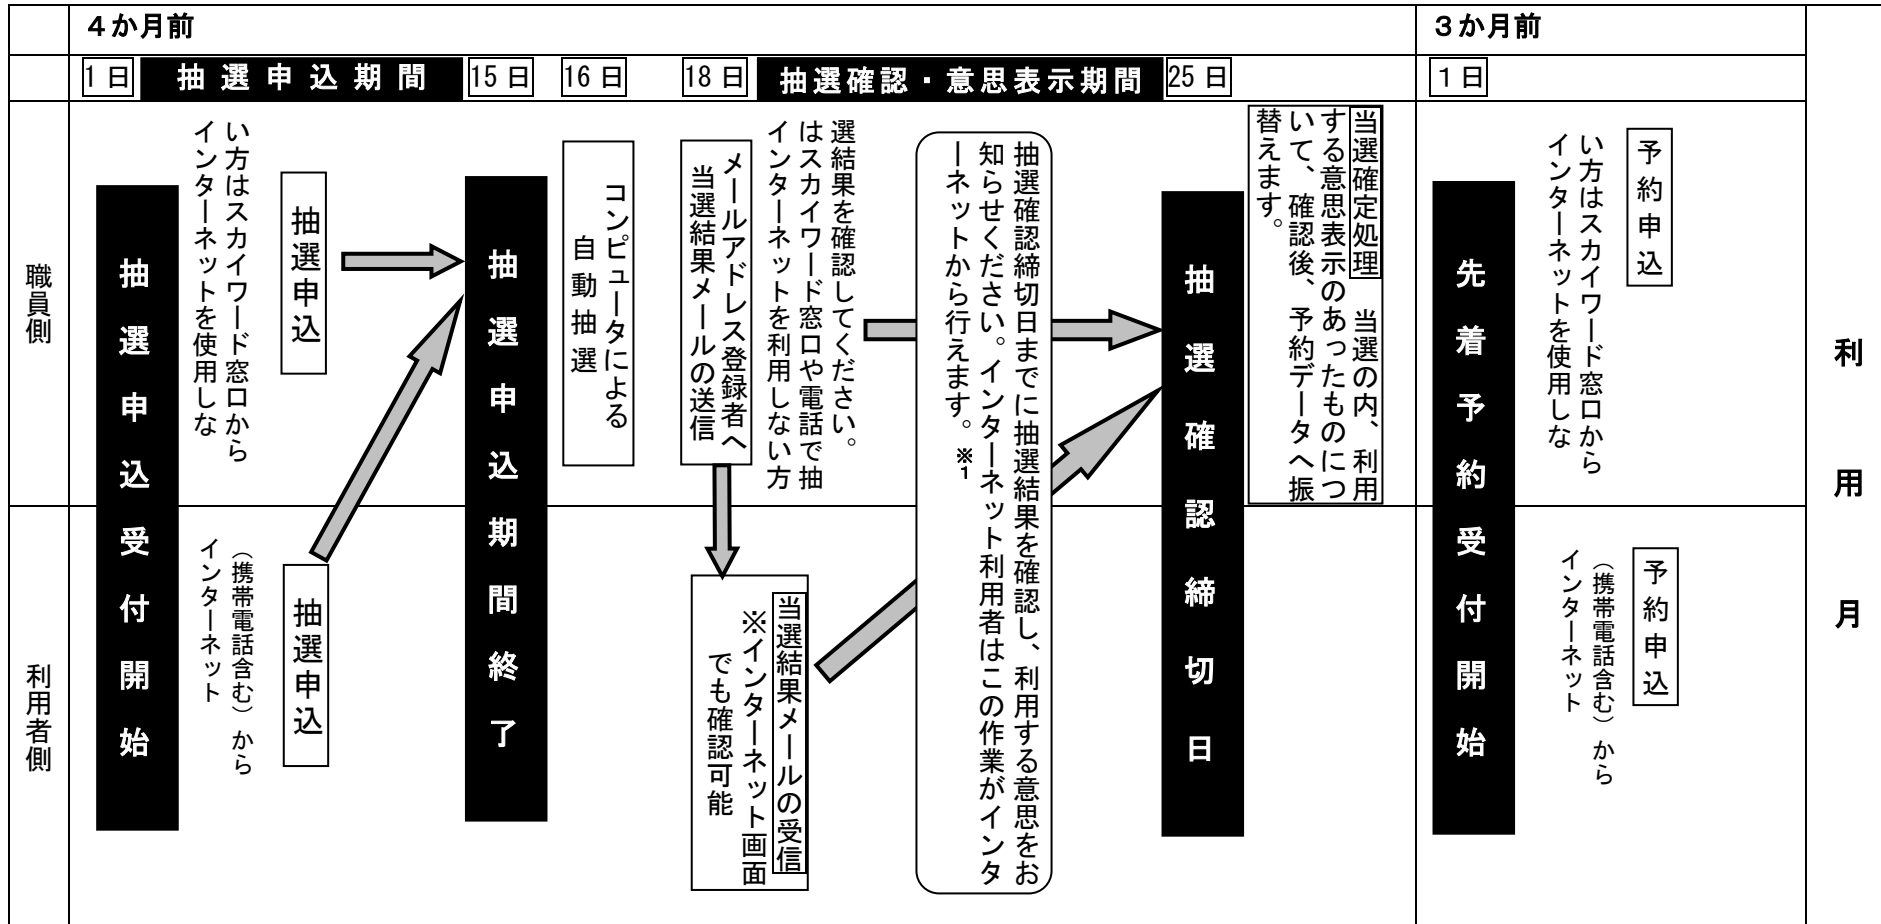 ４か月前
３か月前
1 日
抽選申込期間
15 日
16 日
18 日
抽選確認・意思表示期間
25 日
1 日
職員側
抽選申込受付開始
い方はスカイワード窓口から
インターネットを使用しな
抽選申込
抽選申込期間終了
コンピュータによる
自動抽選
メールアドレス登録者へ
当選結果メールの送信
選結果を確認してください。
はスカイワード窓口や電話で抽
インターネットを利用しない方
抽選確認締切日までに抽選結果を確認し、利用する意思をお
知らせください。インターネット利用者はこの作業がインタ
ーネットから行えます。※1
抽選確認締切日
当選確定処理　当選の内、利用
する意思表示のあったものにつ
いて、確認後、予約データへ振
替えます。
先着予約受付開始
い方はスカイワード窓口から
インターネットを使用しな
予約申込
利用者側
（携帯電話含む）から
インターネット
抽選申込
当選結果メールの受信
※インターネット画面
でも確認可能
（携帯電話含む）から
インターネット
予約申込
利用月